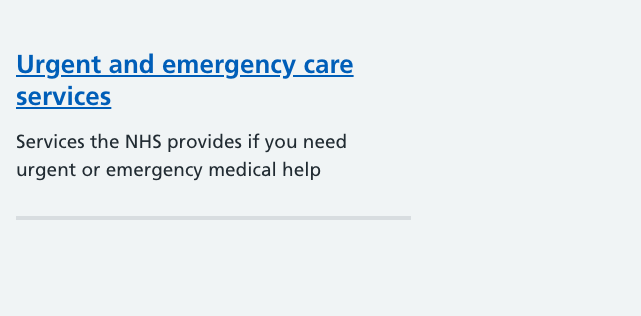 Urgent and emergency care
services
Services the NHS provides if you need
urgent or emergency medical help